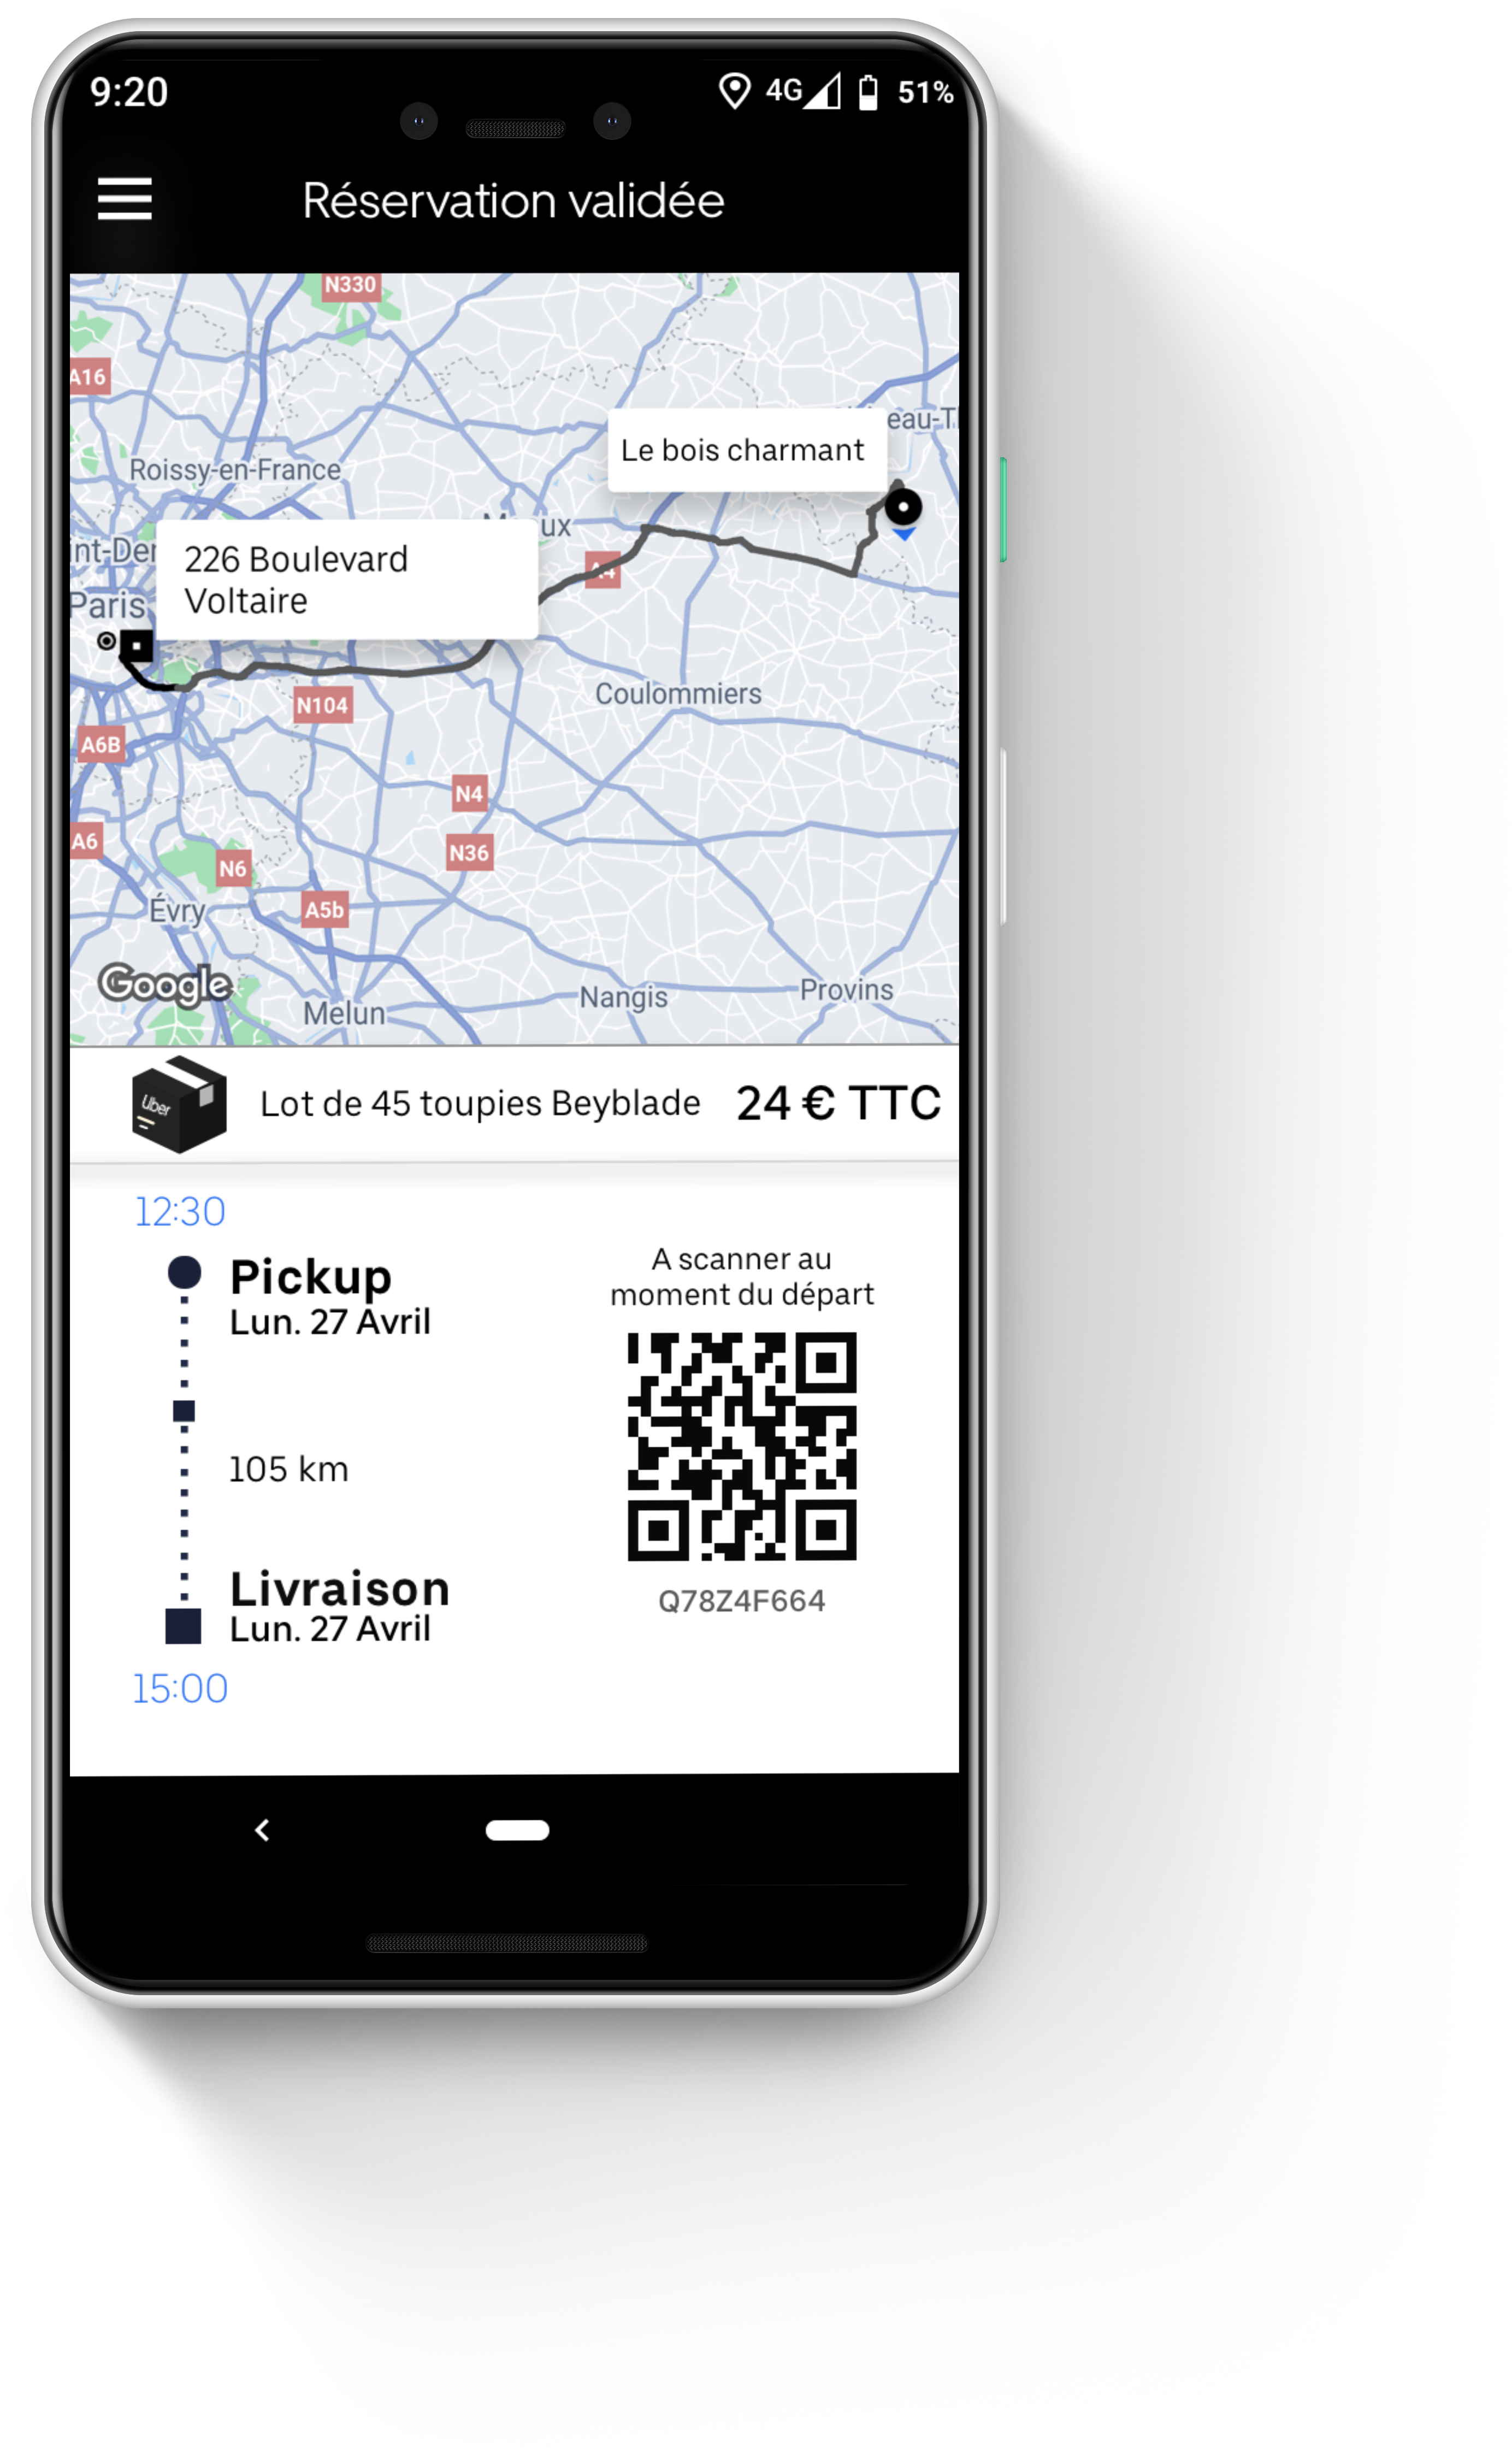 9:20
4G
51%
Réservation validée
N330
A16
eau-T
Le bois charmant
Roissy-en-France
ux
int-Der
226 Boulevard
Voltaire
A4
Paris
Coulommiers
N104
A6B
N4
A6
N36
N6
Évry
A5b
Google
Provins
Nangis
Melun
Uber
Lot de 45 toupies Beyblade
24 € TTC
12:30
Pickup
Lun. 27 Avril
A scanner au
moment du départ
105 km
Livraison
Lun. 27 Avril
Q78Z4F664
15:00